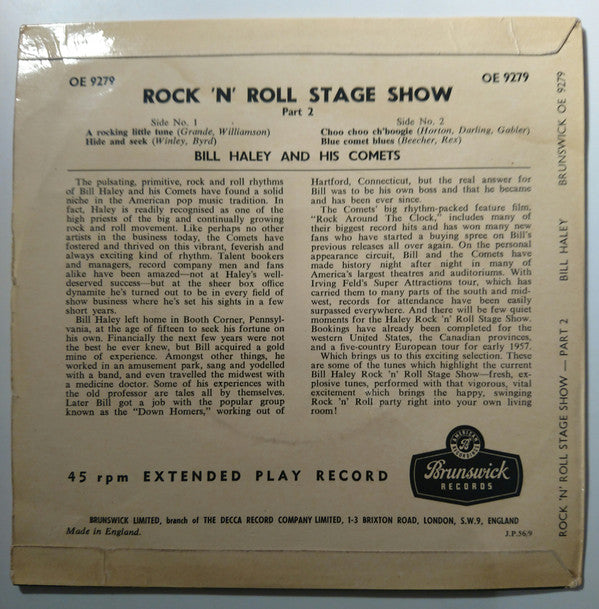 OE 9279
OE 9279
ROCK 'N' ROLL STAGE SHOW
Part 2
Side No. 1
A rocking little tune (Grande, Williamson)
Hide and seek (Winley, Byrd)
Side No. 2
Choo choo ch'boogie (Horton, Darling, Gabler)
Blue comet blues (Beecher, Rex)
BILL HALEY AND HIS COMETS
The pulsating, primitive, rock and roll rhythms
of Bill Haley and his Comets have found a solid
niche in the American pop music tradition. In
fact, Haley is readily recognised as one of the
high priests of the big and continually growing
rock and roll movement. Like perhaps no other
artists in the business today, the Comets have
fostered and thrived on this vibrant, feverish and
always exciting kind of rhythm. Talent bookers
and managers, record company men and fans
alike have been amazed—not at Haley's well-
deserved success—but at the sheer box office
dynamite he's turned out to be in every field of
show business where he's set his sights in a few
short years.
Bill Haley left home in Booth Corner, Pennsyl-
vania, at the age of fifteen to seek his fortune on
his own. Financially the next few years were not
the best he ever knew, but Bill acquired a gold
mine of experience. Amongst other things, he
worked in an amusement park, sang and yodelled
with a band, and even travelled the midwest with
a medicine doctor. Some of his experiences with
the old professor are tales all by themselves.
Later Bill got a job with the popular group
known as the "Down Homers," working out of
Hartford, Connecticut, but the real answer for
Bill was to be his own boss and that he became
and has been ever since.
The Comets' big rhythm-packed feature film,
"Rock Around The Clock," includes many of
their biggest record hits and has won many new
fans who have started a buying spree on Bill's
previous releases all over again. On the personal
appearance circuit, Bill and the Comets have
made history night after night in many of
America's largest theatres and auditoriums. With
Irving Feld's Super Attractions tour, which has
carried them to many parts of the south and mid-
west, records for attendance have been easily
surpassed everywhere. And there will be few quiet
moments for the Haley Rock 'n' Roll Stage Show.
Bookings have already been completed for the
western United States, the Canadian provinces,
and a five-country European tour for early 1957.
Which brings us to this exciting selection. These
are some of the tunes which highlight the current
Bill Haley Rock 'n' Roll Stage Show—fresh, ex-
plosive tunes, performed with that vigorous, vital
excitement which brings the happy, swinging
Rock 'n' Roll party right into your own living
room!
45 rpm EXTENDED PLAY RECORD
AMERICAN
RECORDINGS
B
Brunswick
RECORDS
BRUNSWICK LIMITED, branch of THE DECCA RECORD COMPANY LIMITED, 1-3 BRIXTON ROAD, LONDON, S.W.9, ENGLAND
Made in England.
J.P.56/9
ROCK 'N' ROLL STAGE SHOW — PART 2 BILL HALEY BRUNSWICK OE 9279